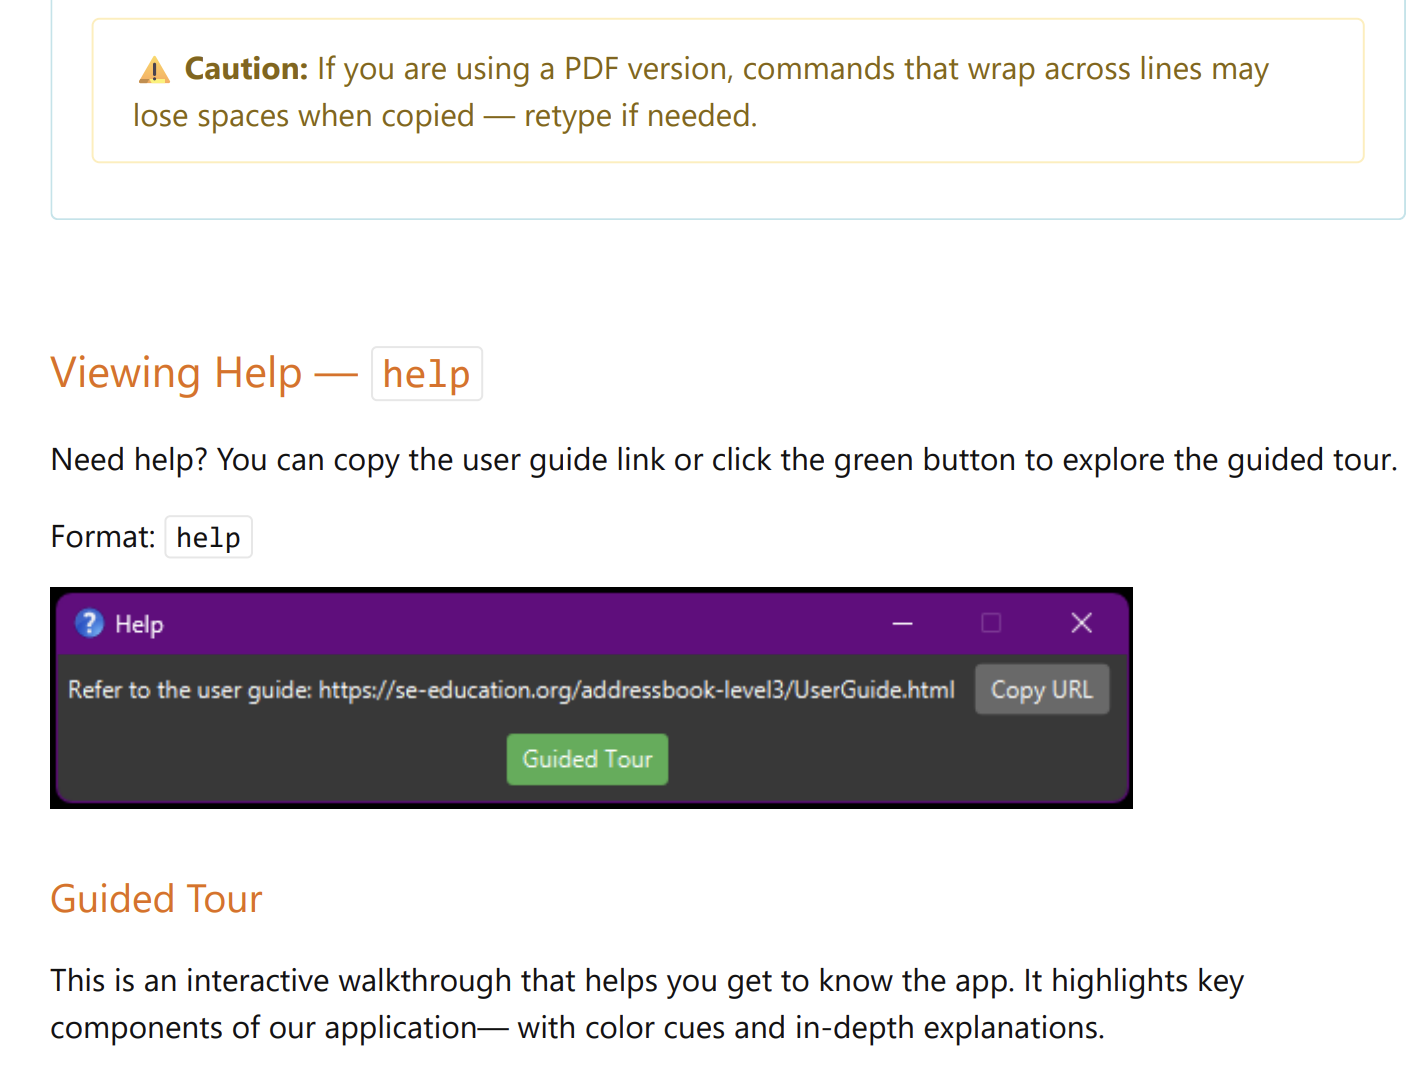 ⚠️ Caution: If you are using a PDF version, commands that wrap across lines may
lose spaces when copied — retype if needed.
Viewing Help — help
Need help? You can copy the user guide link or click the green button to explore the guided tour.
Format: help
Help
Refer to the user guide: https://se-education.org/addressbook-level3/UserGuide.html Copy URL
Guided Tour
Guided Tour
This is an interactive walkthrough that helps you get to know the app. It highlights key
components of our application— with color cues and in-depth explanations.